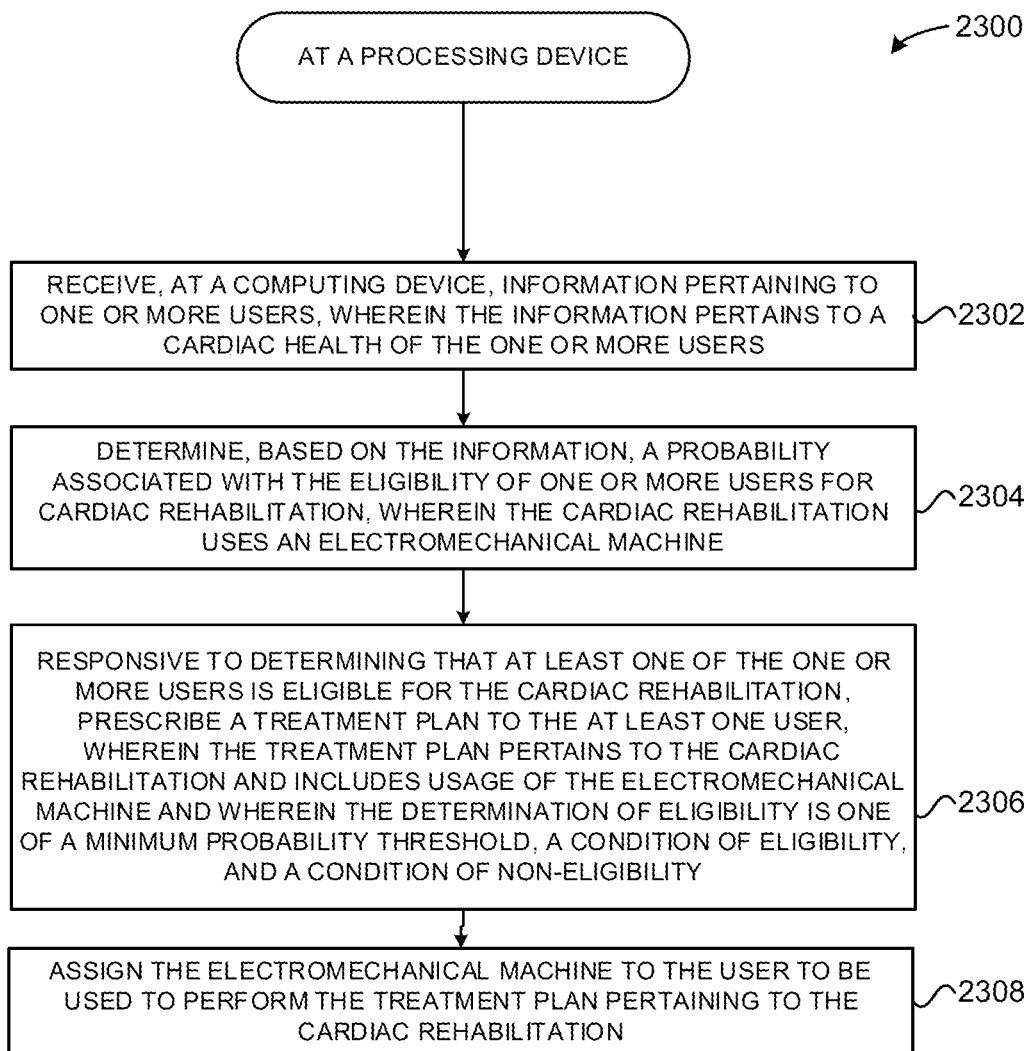 2300
AT A PROCESSING DEVICE
RECEIVE, AT A COMPUTING DEVICE, INFORMATION PERTAINING TO
ONE OR MORE USERS, WHEREIN THE INFORMATION PERTAINS TO A
CARDIAC HEALTH OF THE ONE OR MORE USERS
2302
DETERMINE, BASED ON THE INFORMATION, A PROBABILITY
ASSOCIATED WITH THE ELIGIBILITY OF ONE OR MORE USERS FOR
CARDIAC REHABILITATION, WHEREIN THE CARDIAC REHABILITATION
USES AN ELECTROMECHANICAL MACHINE
2304
RESPONSIVE TO DETERMINING THAT AT LEAST ONE OF THE ONE OR
MORE USERS IS ELIGIBLE FOR THE CARDIAC REHABILITATION,
PRESCRIBE A TREATMENT PLAN TO THE AT LEAST ONE USER,
WHEREIN THE TREATMENT PLAN PERTAINS TO THE CARDIAC
REHABILITATION AND INCLUDES USAGE OF THE ELECTROMECHANICAL
MACHINE AND WHEREIN THE DETERMINATION OF ELIGIBILITY IS ONE
OF A MINIMUM PROBABILITY THRESHOLD, A CONDITION OF ELIGIBILITY,
AND A CONDITION OF NON-ELIGIBILITY
2306
ASSIGN THE ELECTROMECHANICAL MACHINE TO THE USER TO BE
USED TO PERFORM THE TREATMENT PLAN PERTAINING TO THE
CARDIAC REHABILITATION
2308